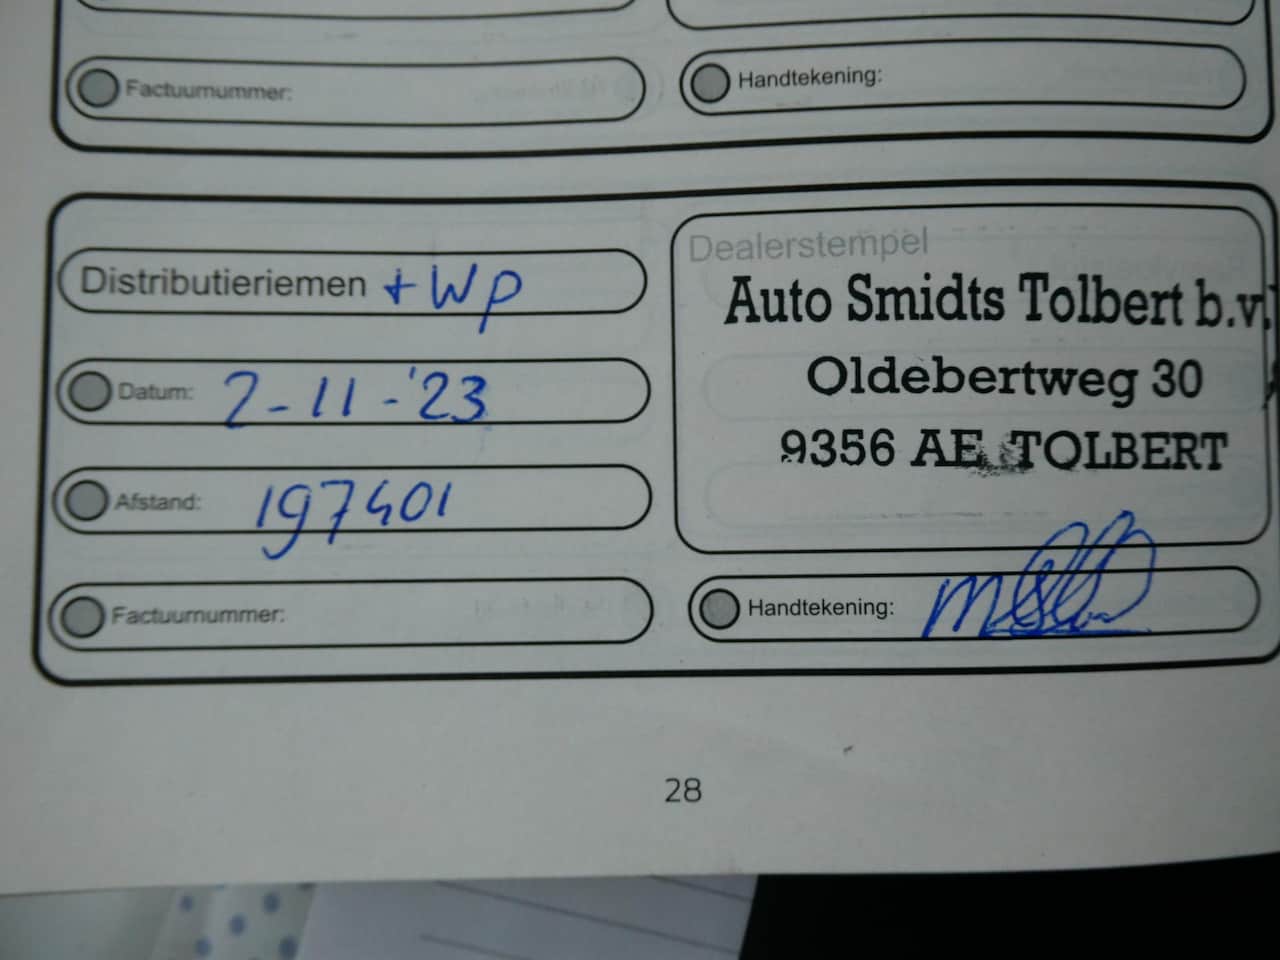 Factuurnummer:
Handtekening:
Distributieriemen + WP
Datum: 2-11-'23
Afstand: 197401
Factuurnummer:
Dealerstempel
Auto Smidts Tolbert b.v.
Oldebertweg 30
9356 AE TOLBERT
Handtekening:
28